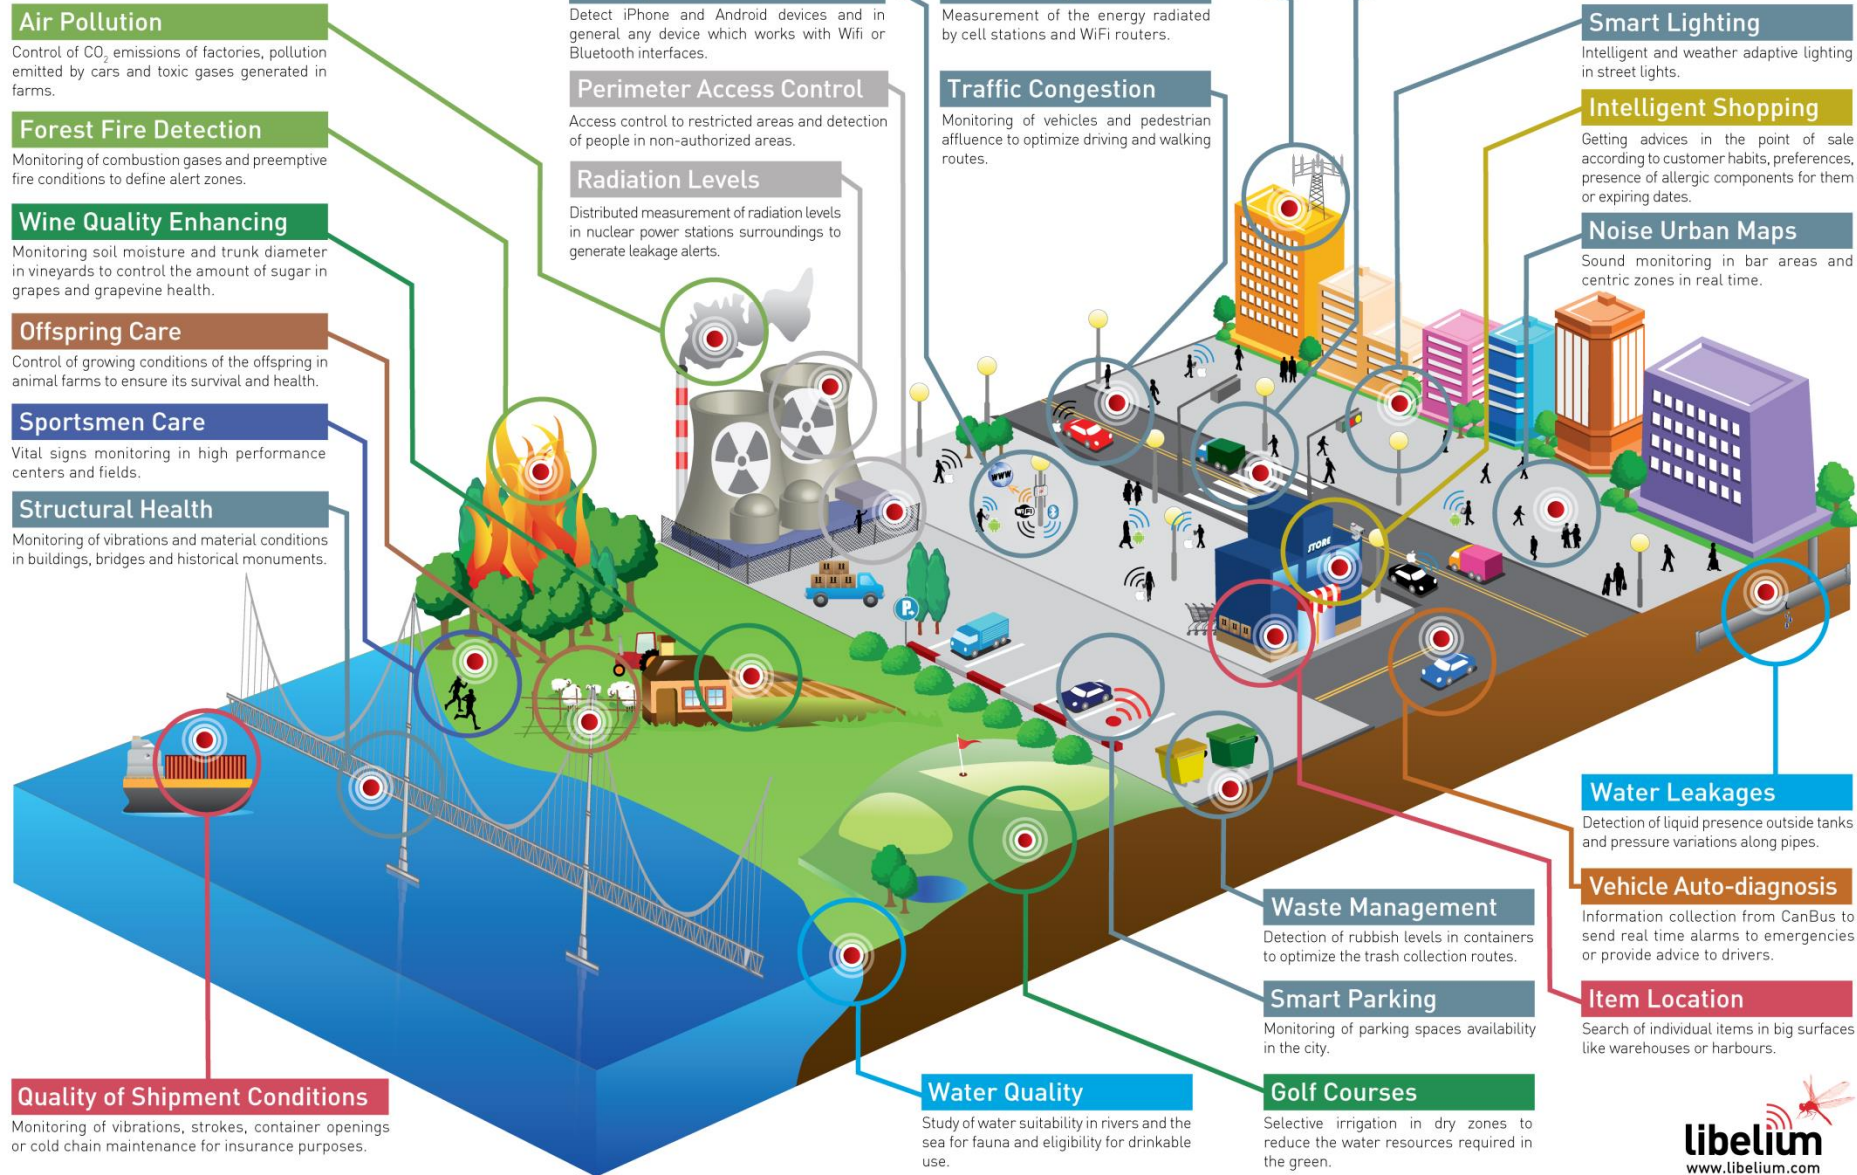 Air Pollution
Control of CO₂ emissions of factories, pollution
emitted by cars and toxic gases generated in
farms.
Forest Fire Detection
Monitoring of combustion gases and preemptive
fire conditions to define alert zones.
Wine Quality Enhancing
Monitoring soil moisture and trunk diameter
in vineyards to control the amount of sugar in
grapes and grapevine health.
Offspring Care
Control of growing conditions of the offspring in
animal farms to ensure its survival and health.
Sportsmen Care
Vital signs monitoring in high performance
centers and fields.
Structural Health
Monitoring of vibrations and material conditions
in buildings, bridges and historical monuments.
Quality of Shipment Conditions
Monitoring of vibrations, strokes, container openings
or cold chain maintenance for insurance purposes.
Detect iPhone and Android devices and in
general any device which works with Wifi or
Bluetooth interfaces.
Perimeter Access Control
Access control to restricted areas and detection
of people in non-authorized areas.
Radiation Levels
Distributed measurement of radiation levels
in nuclear power stations surroundings to
generate leakage alerts.
Measurement of the energy radiated
by cell stations and WiFi routers.
Traffic Congestion
Monitoring of vehicles and pedestrian
affluence to optimize driving and walking
routes.
Smart Lighting
Intelligent and weather adaptive lighting
in street lights.
Intelligent Shopping
Getting advices in the point of sale
according to customer habits, preferences,
presence of allergic components for them
or expiring dates.
Noise Urban Maps
Sound monitoring in bar areas and
centric zones in real time.
www
WiFi
STORE
P
Water Leakages
Detection of liquid presence outside tanks
and pressure variations along pipes.
Vehicle Auto-diagnosis
Information collection from CanBus to
send real time alarms to emergencies
or provide advice to drivers.
Item Location
Search of individual items in big surfaces
like warehouses or harbours.
Waste Management
Detection of rubbish levels in containers
to optimize the trash collection routes.
Smart Parking
Monitoring of parking spaces availability
in the city.
Golf Courses
Selective irrigation in dry zones to
reduce the water resources required in
the green.
Water Quality
Study of water suitability in rivers and the
sea for fauna and eligibility for drinkable
use.
libelium
www.libelium.com